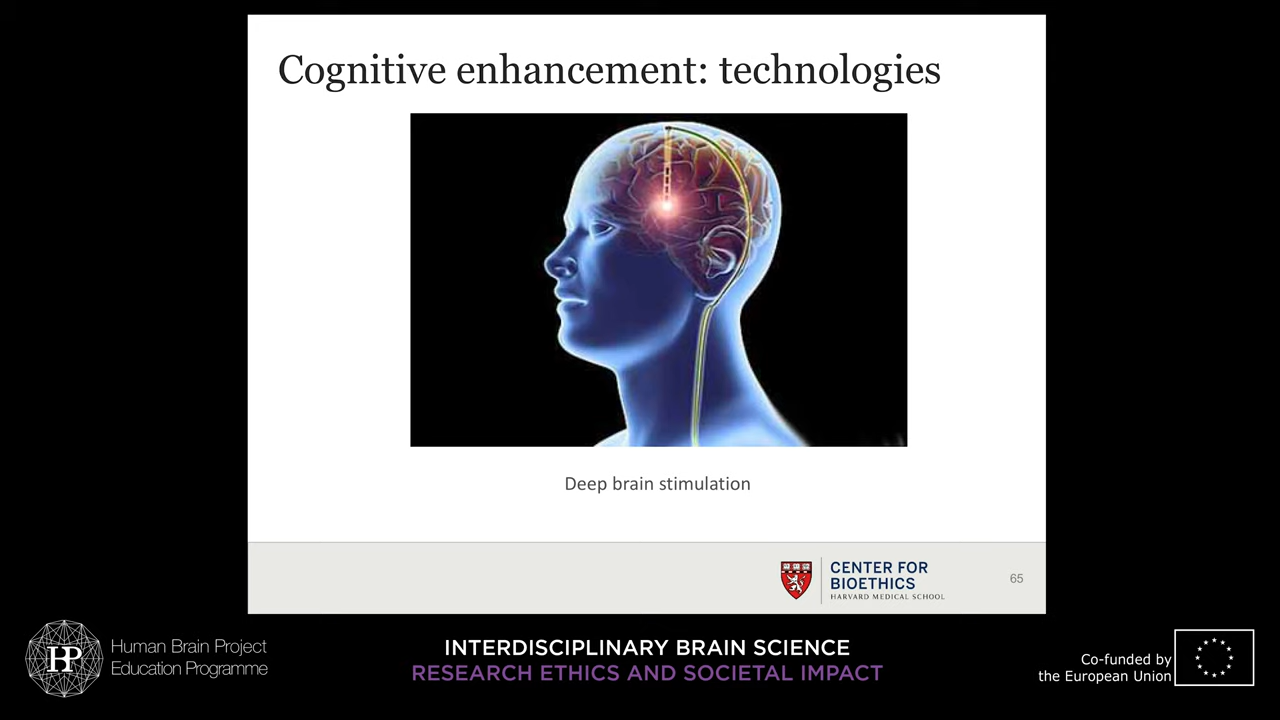 Cognitive enhancement: technologies
Deep brain stimulation
CENTER FOR
BIOETHICS
HARVARD MEDICAL SCHOOL
65
HP
Human Brain Project
Education Programme
INTERDISCIPLINARY BRAIN SCIENCE
RESEARCH ETHICS AND SOCIETAL IMPACT
Co-funded by
the European Union